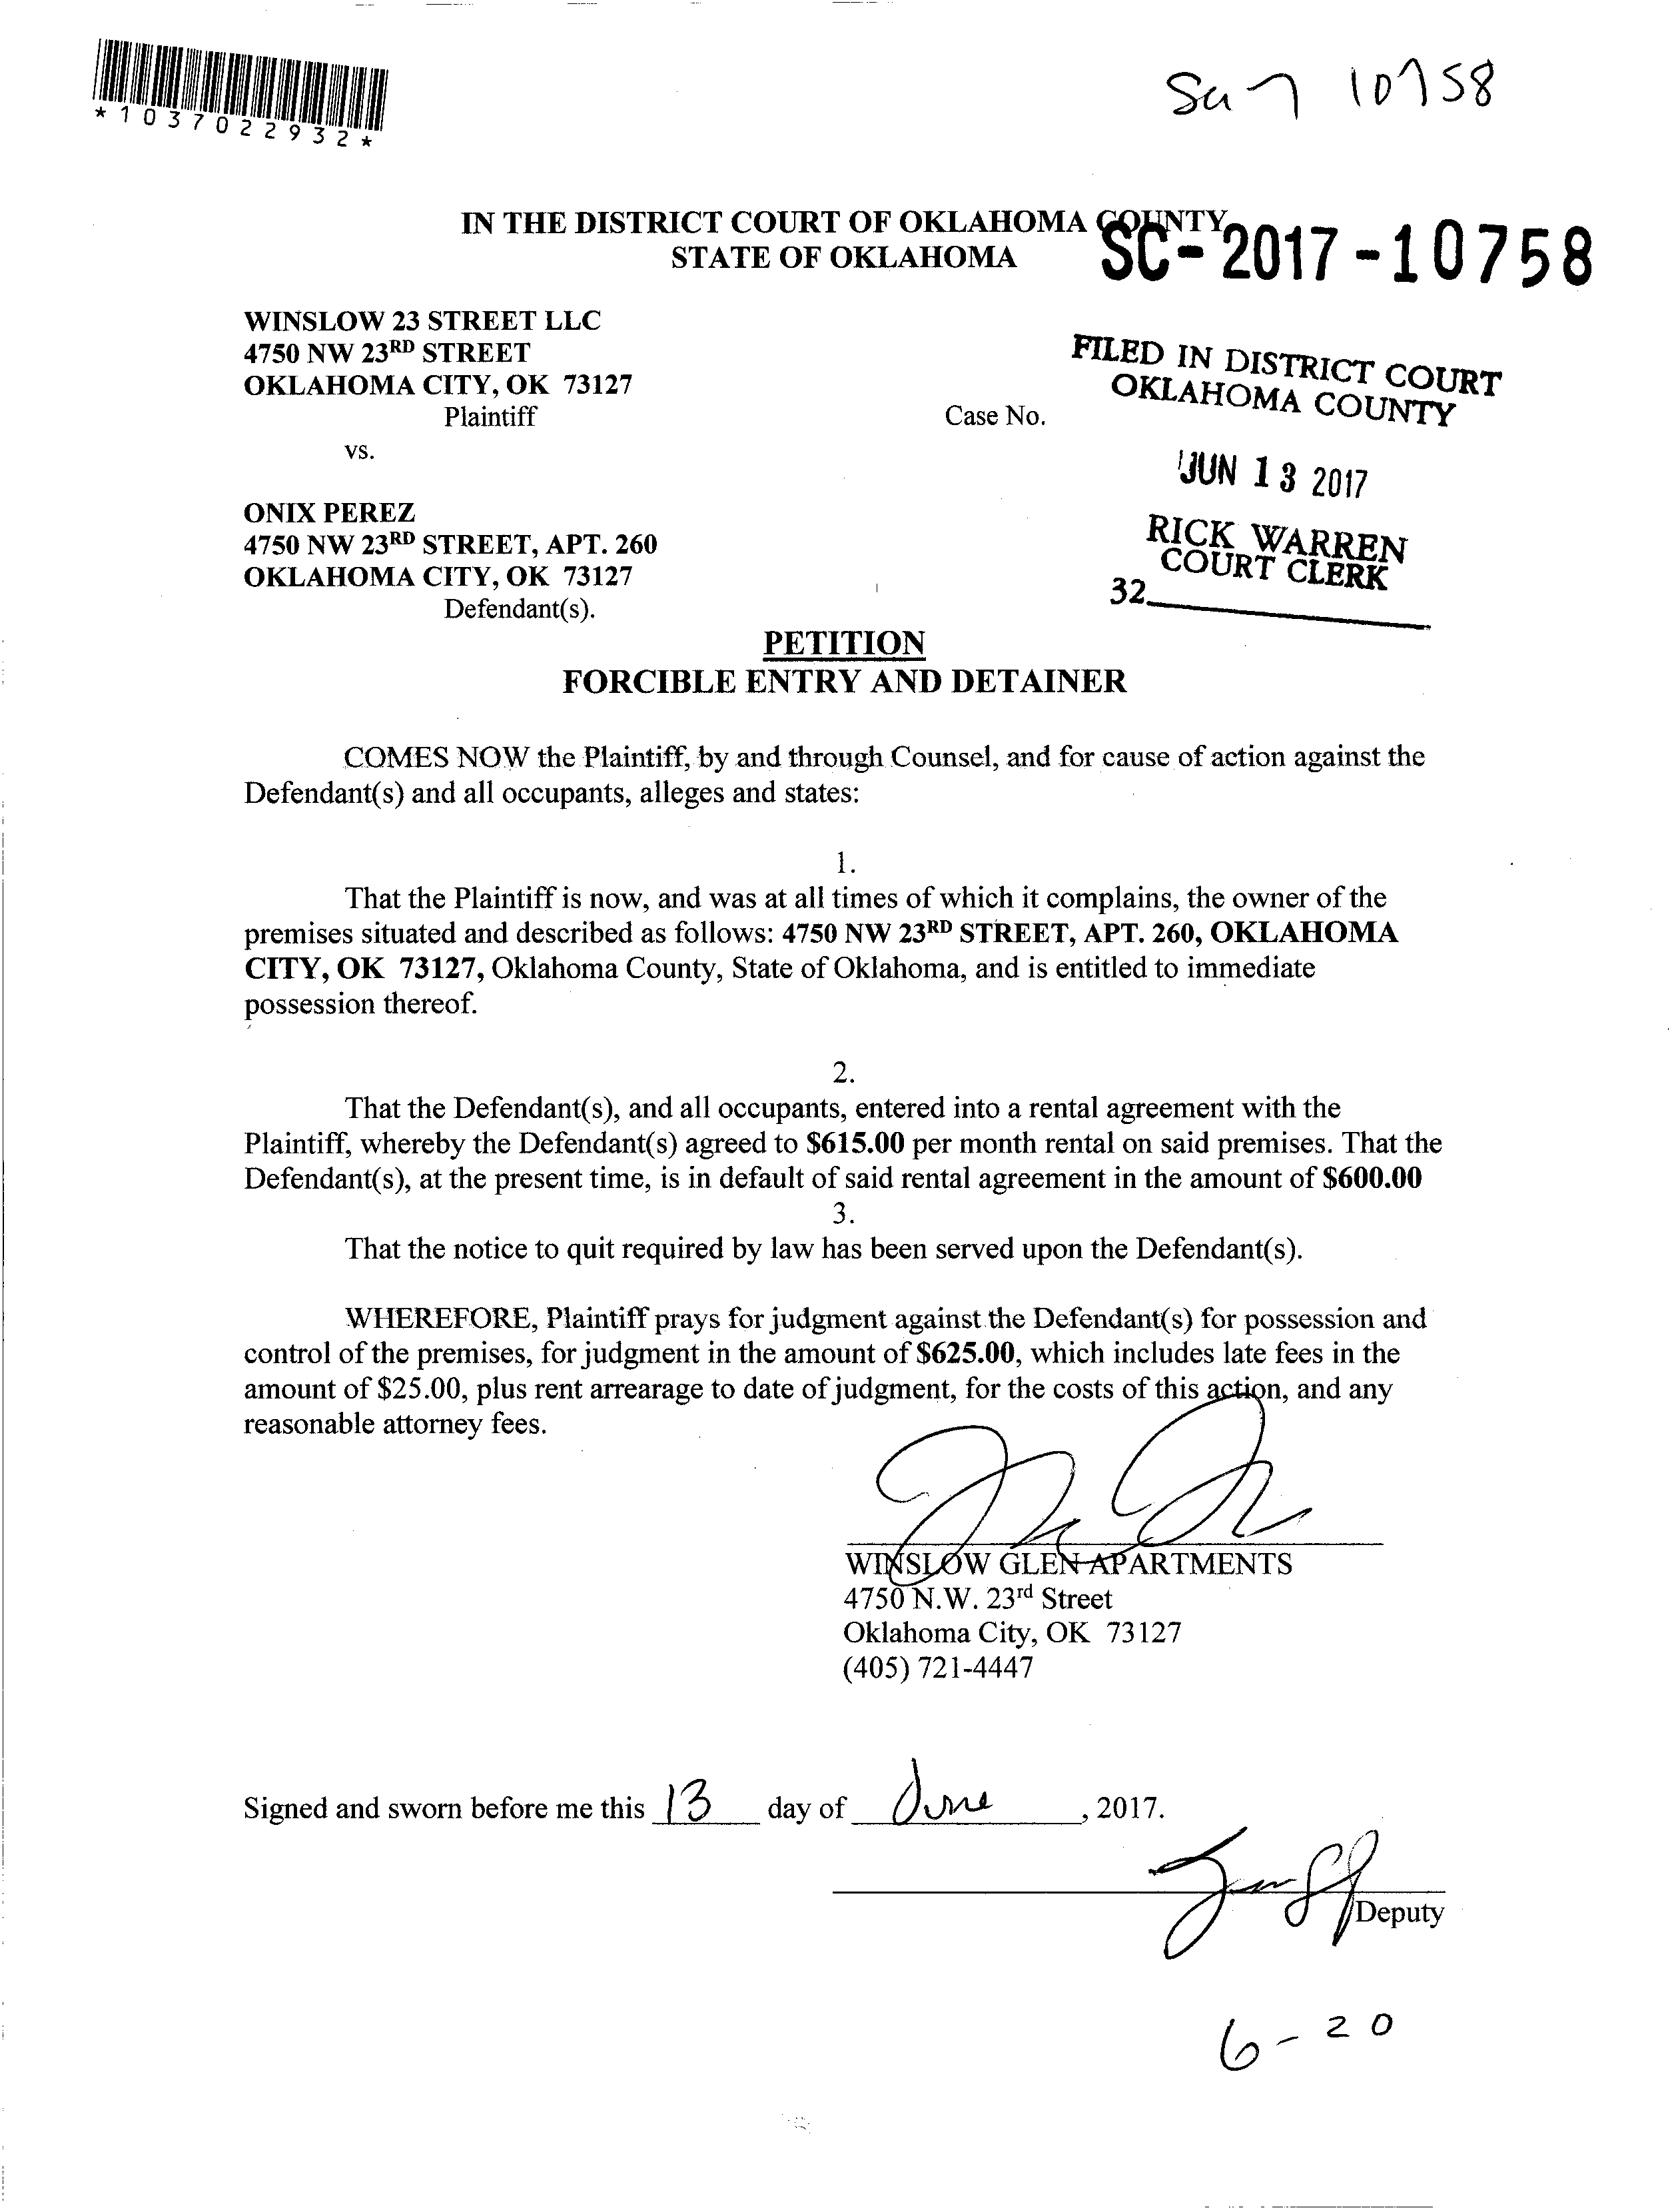 *1037022932*
SC 17 10758
IN THE DISTRICT COURT OF OKLAHOMA COUNTY
STATE OF OKLAHOMA
SC-2017-10758
WINSLOW 23 STREET LLC
4750 NW 23RD STREET
OKLAHOMA CITY, OK 73127
Plaintiff
Case No.
FILED IN DISTRICT COURT
OKLAHOMA COUNTY
vs.
JUN 13 2017
ONIX PEREZ
4750 NW 23RD STREET, APT. 260
OKLAHOMA CITY, OK 73127
Defendant(s).
RICK WARREN
COURT CLERK
32
PETITION
FORCIBLE ENTRY AND DETAINER
COMES NOW the Plaintiff, by and through Counsel, and for cause of action against the
Defendant(s) and all occupants, alleges and states:
1.
That the Plaintiff is now, and was at all times of which it complains, the owner of the
premises situated and described as follows: 4750 NW 23RD STREET, APT. 260, OKLAHOMA
CITY, OK 73127, Oklahoma County, State of Oklahoma, and is entitled to immediate
possession thereof.
2.
That the Defendant(s), and all occupants, entered into a rental agreement with the
Plaintiff, whereby the Defendant(s) agreed to $615.00 per month rental on said premises. That the
Defendant(s), at the present time, is in default of said rental agreement in the amount of $600.00
3.
That the notice to quit required by law has been served upon the Defendant(s).
WHEREFORE, Plaintiff prays for judgment against the Defendant(s) for possession and
control of the premises, for judgment in the amount of $625.00, which includes late fees in the
amount of $25.00, plus rent arrearage to date of judgment, for the costs of this action, and any
reasonable attorney fees.
WINSLOW GLEN APARTMENTS
4750 N.W. 23rd Street
Oklahoma City, OK 73127
(405) 721-4447
Signed and sworn before me this 13 day of June, 2017.
Deputy
6-20